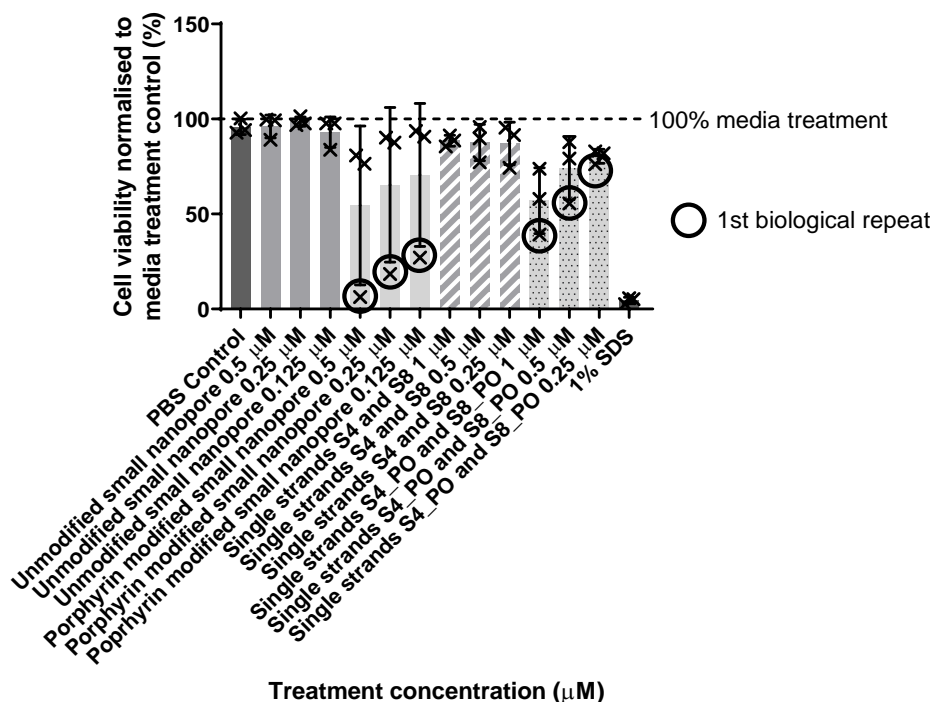 150
100
50
0
Cell viability normalised to
media treatment control (%)
100% media treatment
1st biological repeat
PBS Control
Unmodified small nanopore 0.5 μM
Unmodified small nanopore 0.25 μM
Unmodified small nanopore 0.125 μM
Porphyrin modified small nanopore 0.5 μM
Porphyrin modified small nanopore 0.25 μM
Poprhyrin modified small nanopore 0.125 μM
Single strands S4 and S8 1 μM
Single strands S4 and S8 0.5 μM
Single strands S4 and S8 0.25 μM
Single strands S4_PO and S8_PO 1 μM
Single strands S4_PO and S8_PO 0.5 μM
Single strands S4_PO and S8_PO 0.25 μM
1% SDS
Treatment concentration (μM)